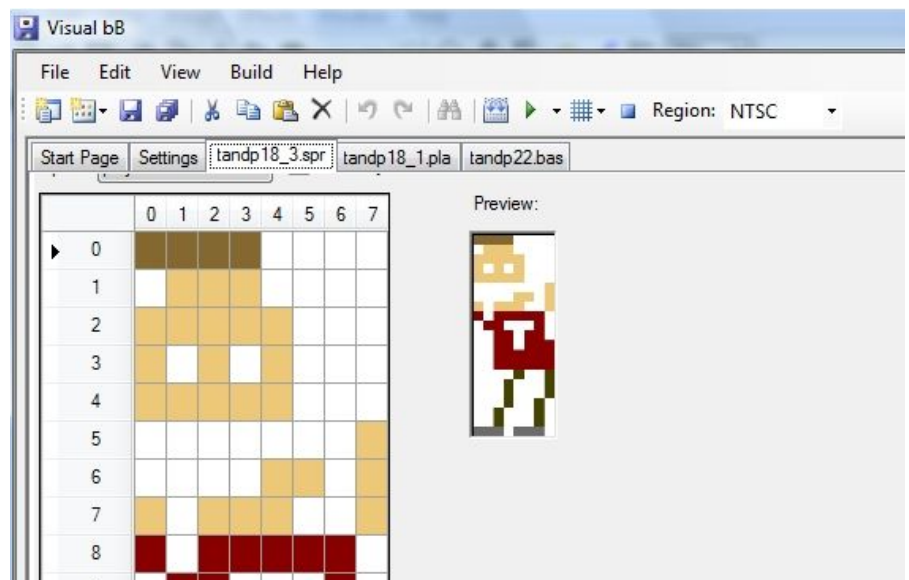 Visual bB
File Edit View Build Help
Region: NTSC
Start Page Settings tandp18_3.spr tandp18_1.pla tandp22.bas
Preview:
0 1 2 3 4 5 6 7
0
1
2
3
4
5
6
7
8